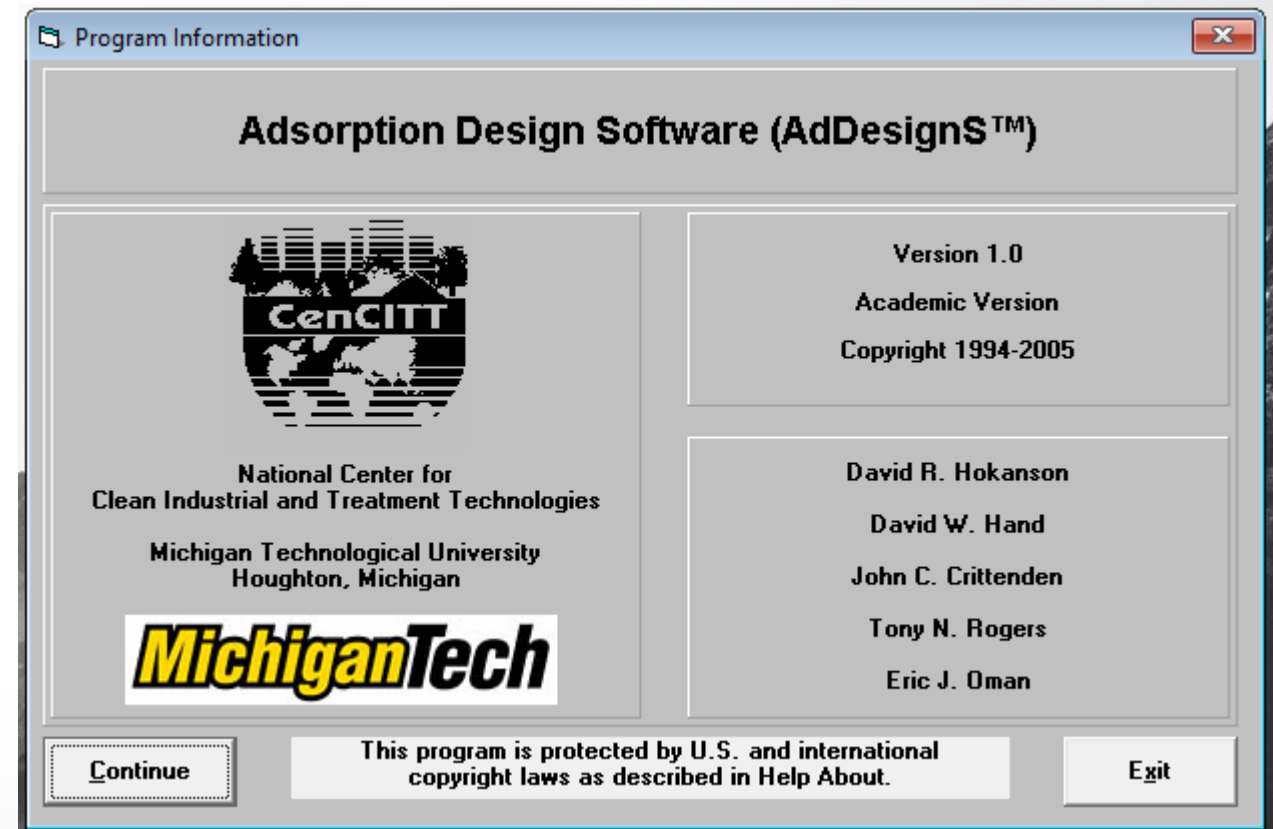 Program Information
Adsorption Design Software (AdDesignS™)
CenCITT
National Center for
Clean Industrial and Treatment Technologies
Michigan Technological University
Houghton, Michigan
MichiganTech
Version 1.0
Academic Version
Copyright 1994-2005
David R. Hokanson
David W. Hand
John C. Crittenden
Tony N. Rogers
Eric J. Oman
Continue
This program is protected by U.S. and international
copyright laws as described in Help About.
Exit